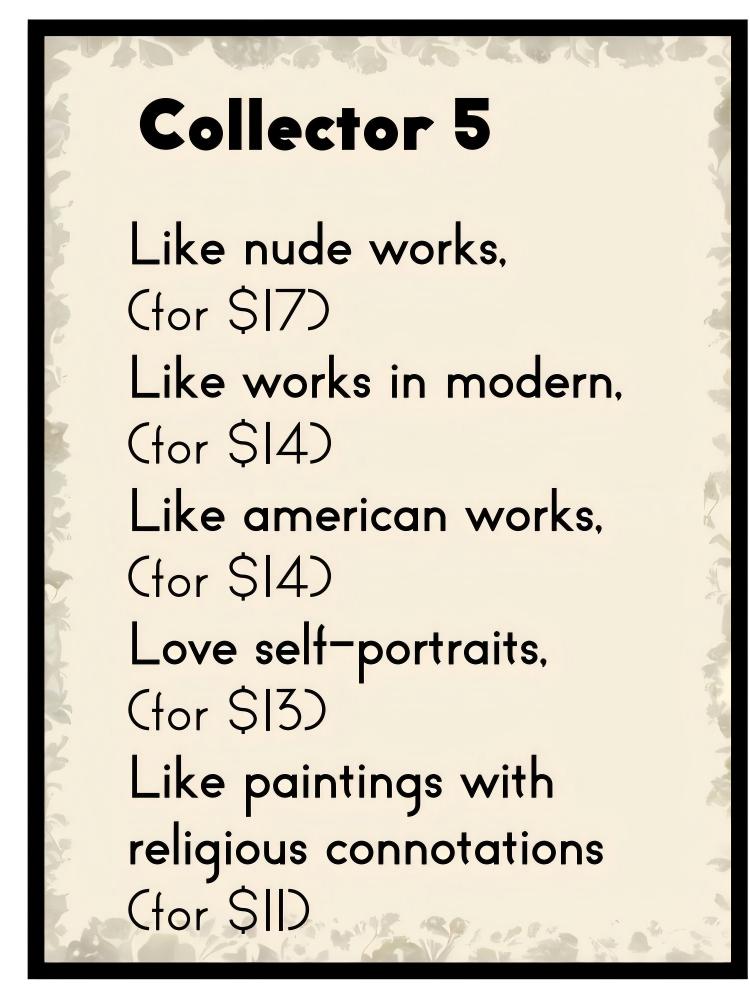 Collector 5
Like nude works,
(for $17)
Like works in modern,
(for $14)
Like american works,
(for $14)
Love self-portraits,
(for $13)
Like paintings with
religious connotations
(for $11)